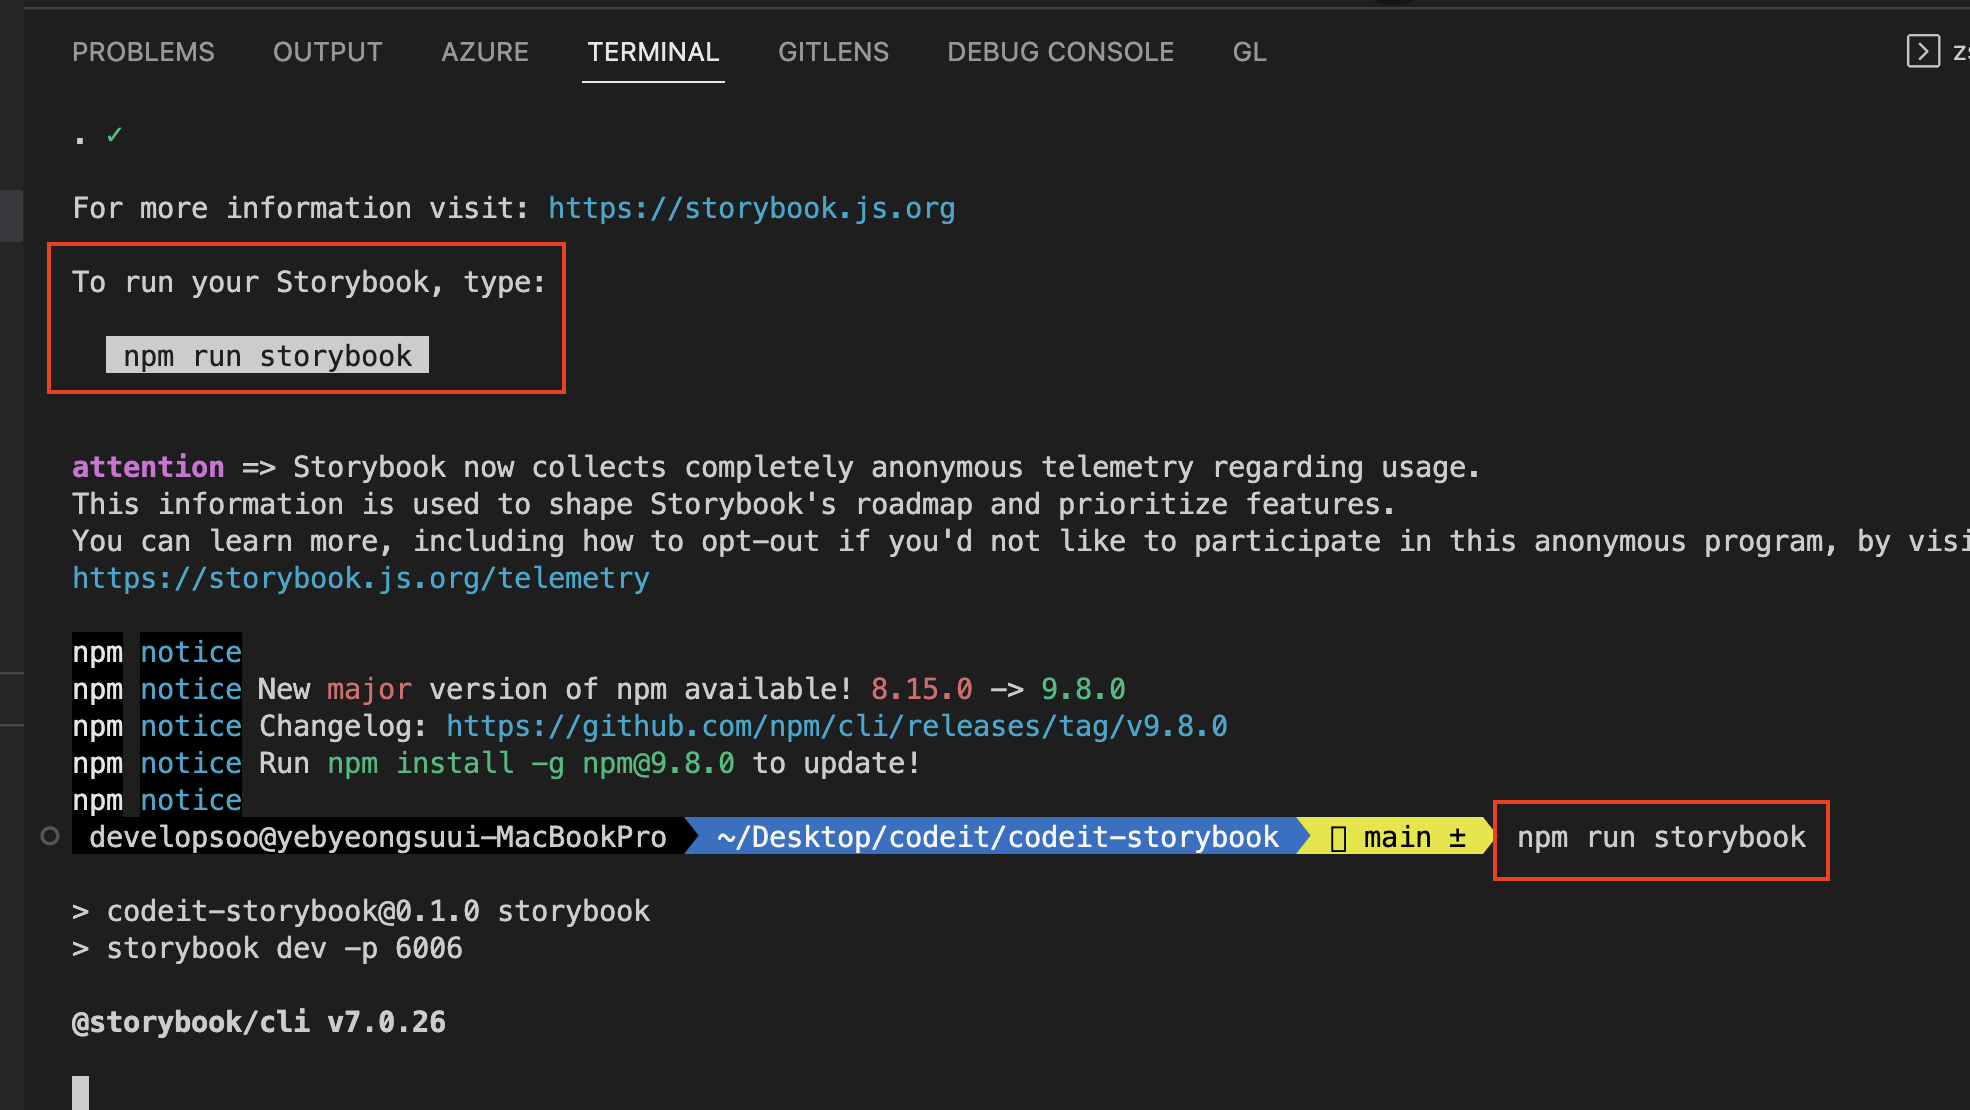 PROBLEMS OUTPUT AZURE TERMINAL GITLENS DEBUG CONSOLE GL
. ✓
For more information visit: https://storybook.js.org
To run your Storybook, type:
npm run storybook
attention => Storybook now collects completely anonymous telemetry regarding usage.
This information is used to shape Storybook's roadmap and prioritize features.
You can learn more, including how to opt-out if you'd not like to participate in this anonymous program, by
https://storybook.js.org/telemetry
npm notice
npm notice New major version of npm available! 8.15.0 -> 9.8.0
npm notice Changelog: https://github.com/npm/cli/releases/tag/v9.8.0
npm notice Run npm install -g npm@9.8.0 to update!
npm notice
developsoo@yebyeongsuui-MacBookPro ~/Desktop/codeit/codeit-storybook main ± npm run storybook
> codeit-storybook@0.1.0 storybook
> storybook dev -p 6006
@storybook/cli v7.0.26